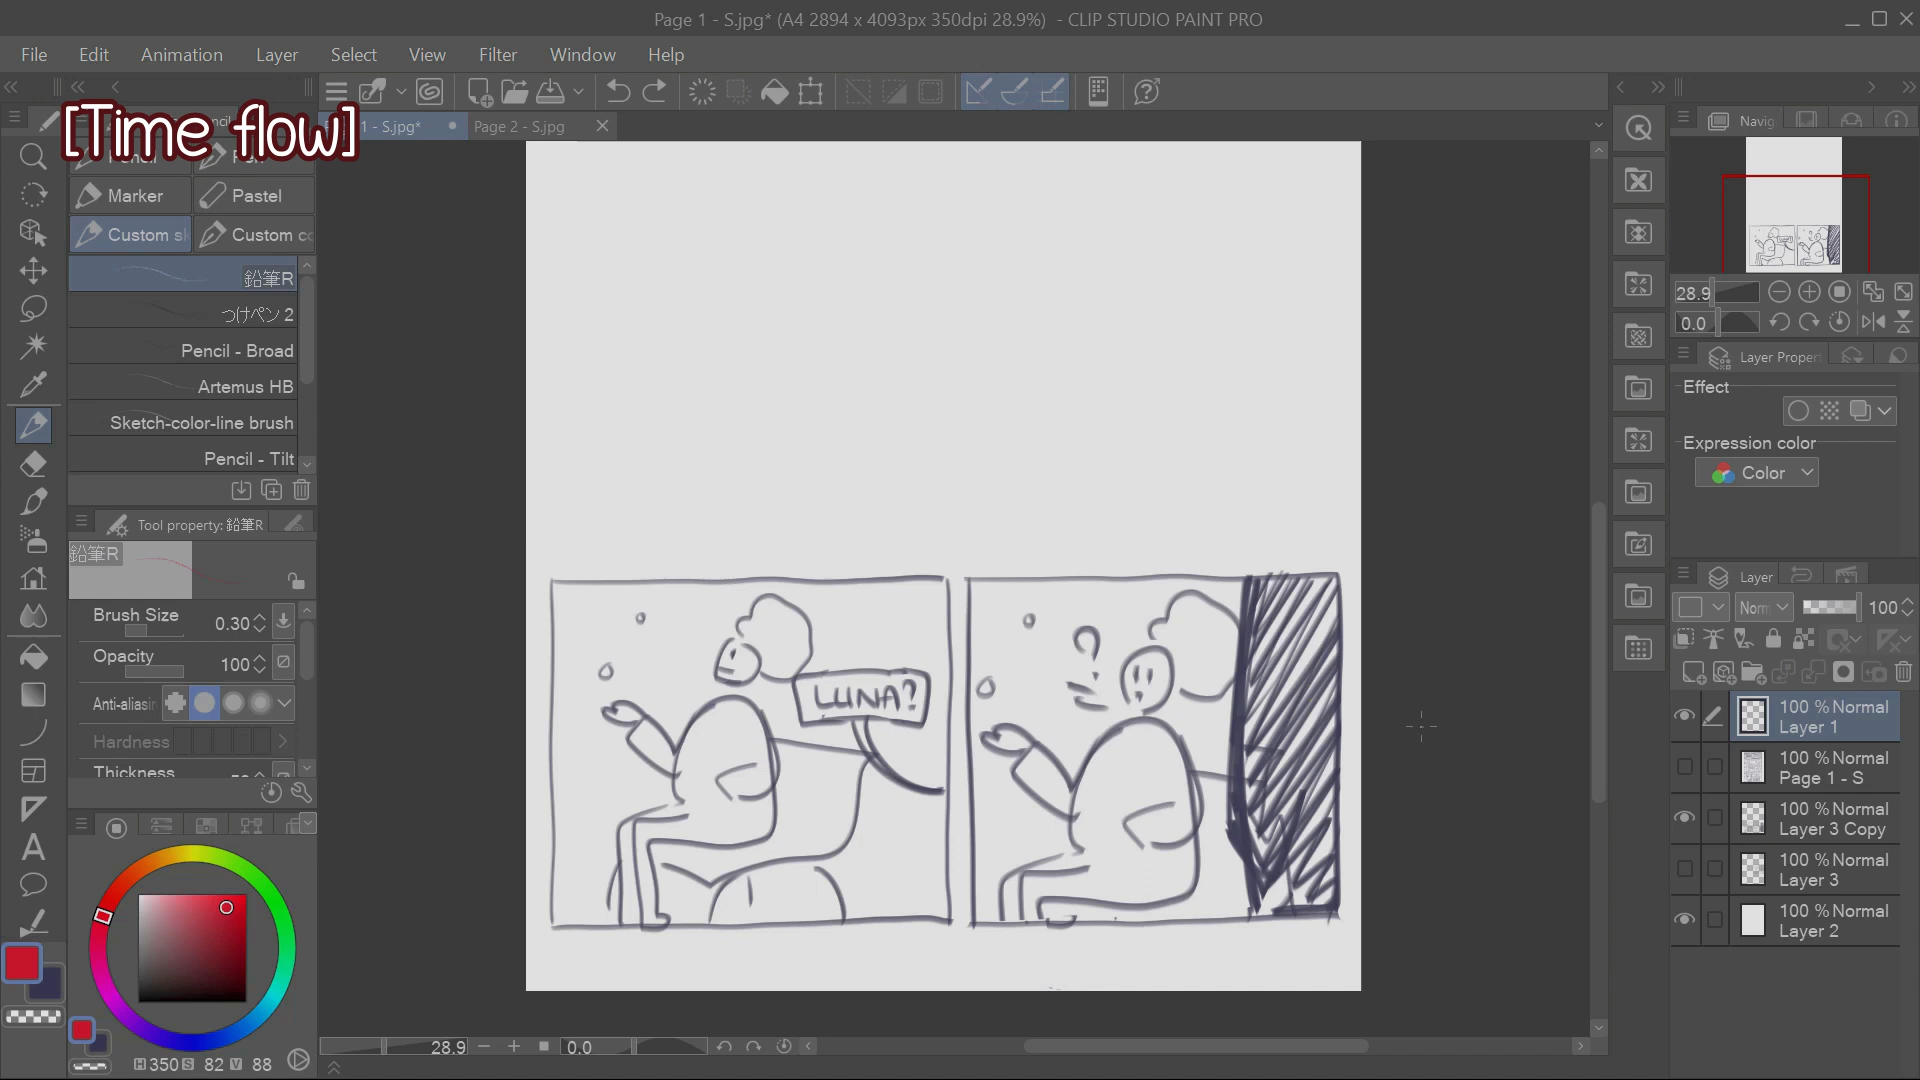 Page 1 - S.jpg* (A4 2894 x 4093px 350dpi 28.9%) - CLIP STUDIO PAINT PRO
File Edit Animation Layer Select View Filter Window Help
[Time flow]
1 - S.jpg*
Page 2 - S.jpg
Marker
Pastel
Custom sk
Custom co
鉛筆R
つけペン 2
Pencil - Broad
Artemus HB
Sketch-color-line brush
Pencil - Tilt
Tool property: 鉛筆R
鉛筆R
Brush Size 0.30
Opacity 100
Anti-aliasin
Hardness
Thickness
H 350 S 82 V 88
LUNA?
?
28.9
0.0
Navig
28.9
0.0
Layer Proper
Effect
Expression color
Color
Layer
Norm
100
100 % Normal
Layer 1
100 % Normal
Page 1 - S
100 % Normal
Layer 3 Copy
100 % Normal
Layer 3
100 % Normal
Layer 2